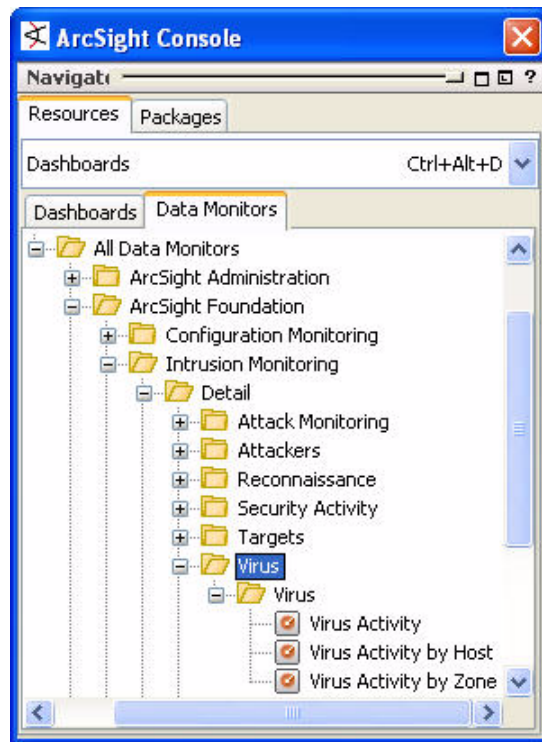 ArcSight Console
Navigat
Resources Packages
Dashboards Ctrl+Alt+D
Dashboards Data Monitors
All Data Monitors
ArcSight Administration
ArcSight Foundation
Configuration Monitoring
Intrusion Monitoring
Detail
Attack Monitoring
Attackers
Reconnaissance
Security Activity
Targets
Virus
Virus
Virus Activity
Virus Activity by Host
Virus Activity by Zone